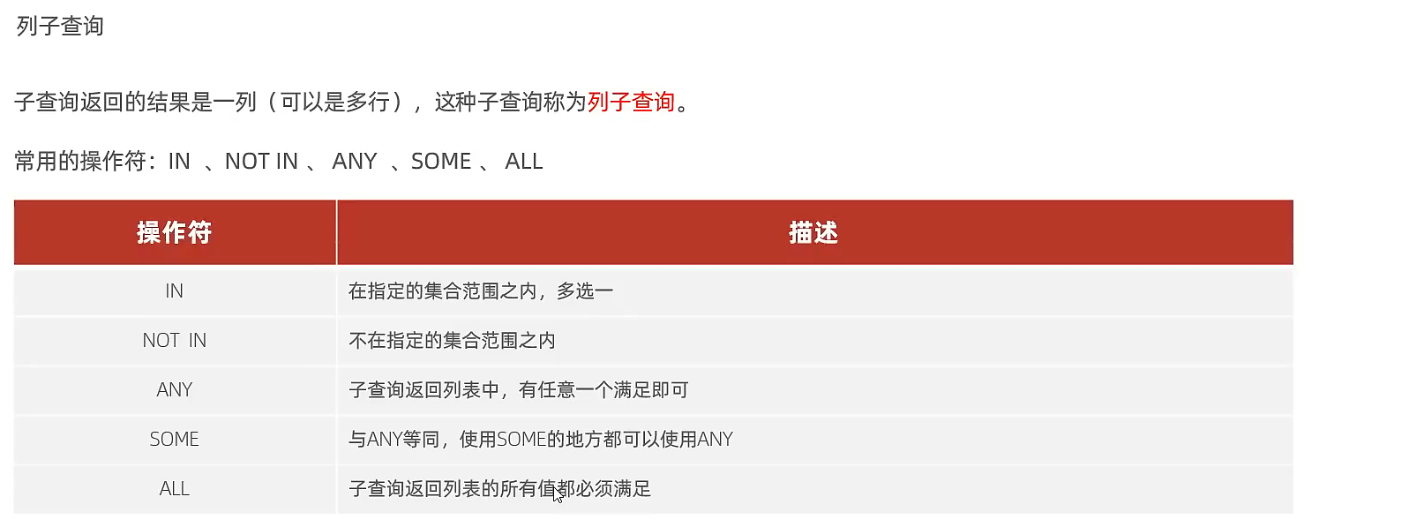 列子查询
子查询返回的结果是一列（可以是多行），这种子查询称为列子查询。
常用的操作符：IN 、NOT IN 、 ANY 、SOME 、 ALL
操作符 描述
IN 在指定的集合范围之内，多选一
NOT IN 不在指定的集合范围之内
ANY 子查询返回列表中，有任意一个满足即可
SOME 与ANY等同，使用SOME的地方都可以使用ANY
ALL 子查询返回列表的所有值都必须满足